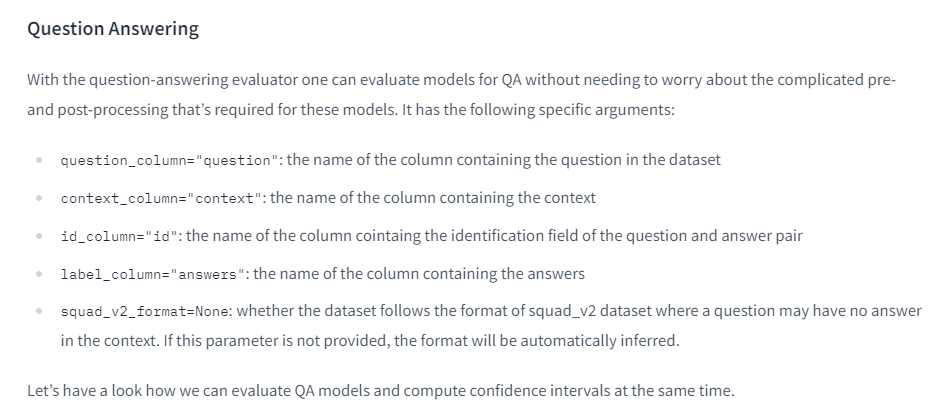 Question Answering
With the question-answering evaluator one can evaluate models for QA without needing to worry about the complicated pre-
and post-processing that’s required for these models. It has the following specific arguments:
question_column="question": the name of the column containing the question in the dataset
context_column="context": the name of the column containing the context
id_column="id": the name of the column cointaing the identification field of the question and answer pair
label_column="answers": the name of the column containing the answers
squad_v2_format=None: whether the dataset follows the format of squad_v2 dataset where a question may have no answer
in the context. If this parameter is not provided, the format will be automatically inferred.
Let’s have a look how we can evaluate QA models and compute confidence intervals at the same time.